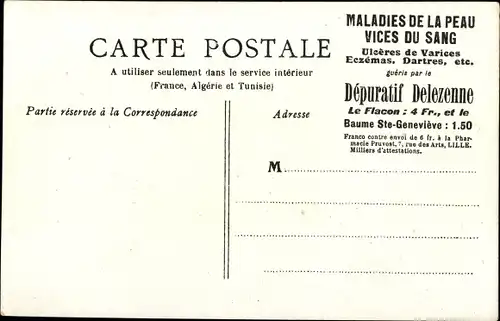 CARTE POSTALE
A utiliser seulement dans le service intérieur
(France, Algérie et Tunisie)
Partie réservée à la Correspondance
Adresse
MALADIES DE LA PEAU
VICES DU SANG
Ulcères de Varices
Eczémas, Dartres, etc.
guéris par le
Dépuratif Delezenne
Le Flacon : 4 Fr., et le
Baume Ste-Geneviève : 1.50
Franco contre envoi de 6 fr. à la Phar-
macie Pruvost, 7, rue des Arts, LILLE.
Milliers d'attestations.
M